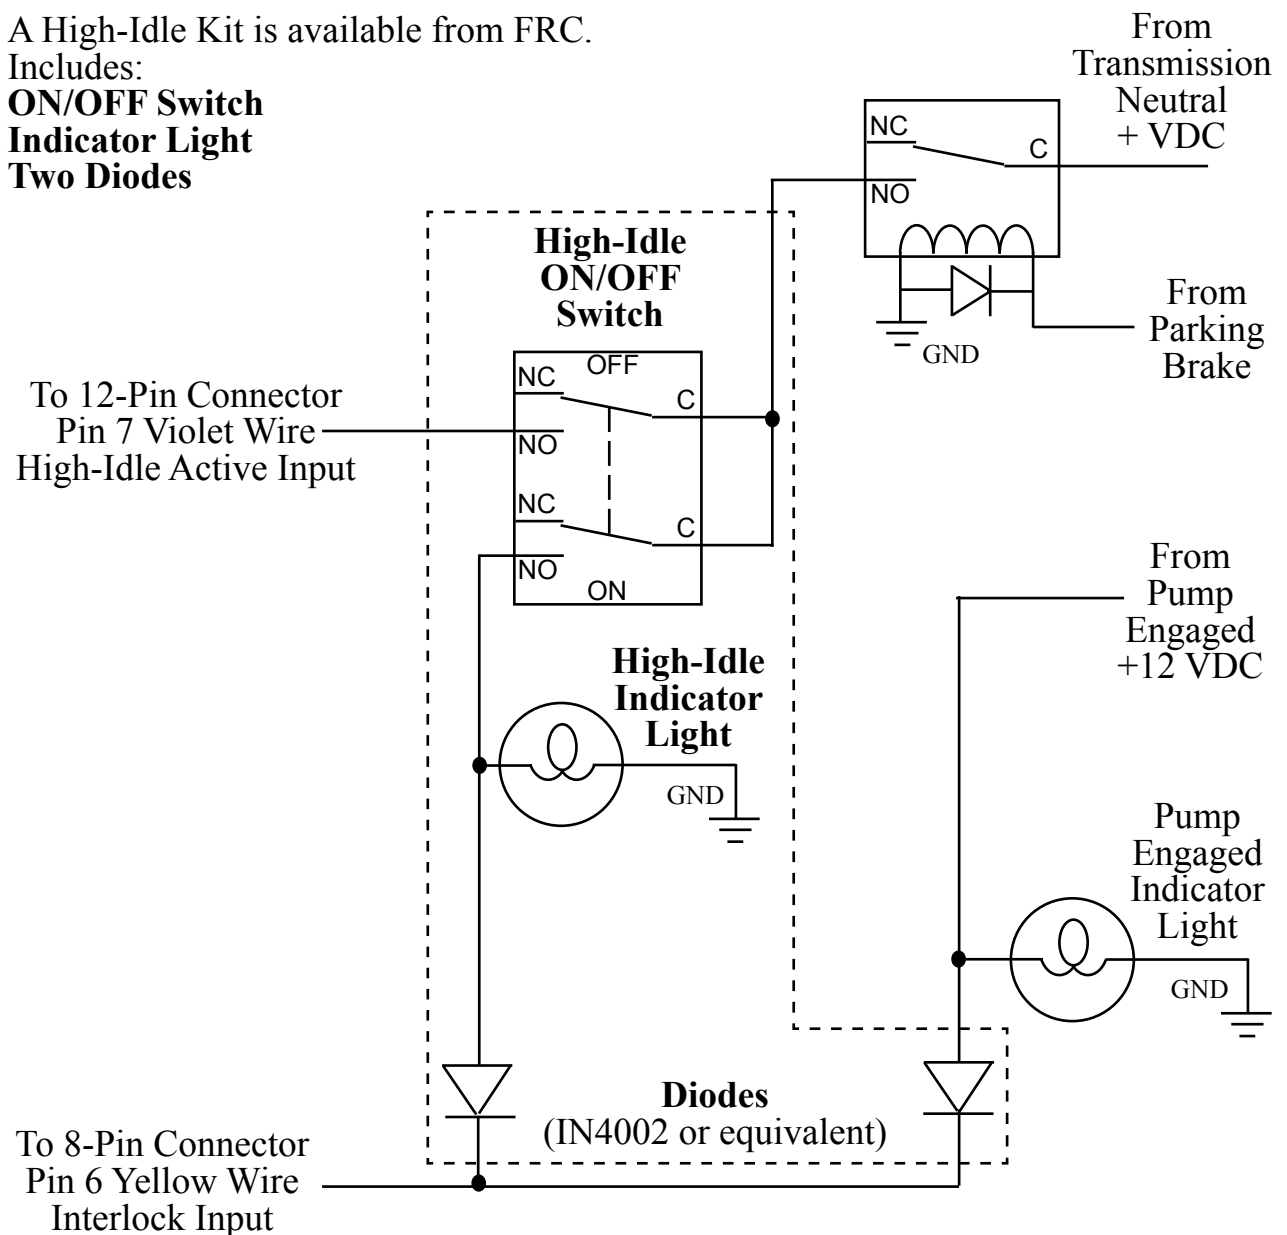 A High-Idle Kit is available from FRC.
Includes:
ON/OFF Switch
Indicator Light
Two Diodes
From
Transmission
Neutral
+ VDC
NC
C
NO
GND
From
Parking
Brake
High-Idle
ON/OFF
Switch
OFF
NC
C
NO
NC
C
NO
ON
To 12-Pin Connector
Pin 7 Violet Wire
High-Idle Active Input
From
Pump
Engaged
+12 VDC
High-Idle
Indicator
Light
GND
Pump
Engaged
Indicator
Light
GND
Diodes
(IN4002 or equivalent)
To 8-Pin Connector
Pin 6 Yellow Wire
Interlock Input